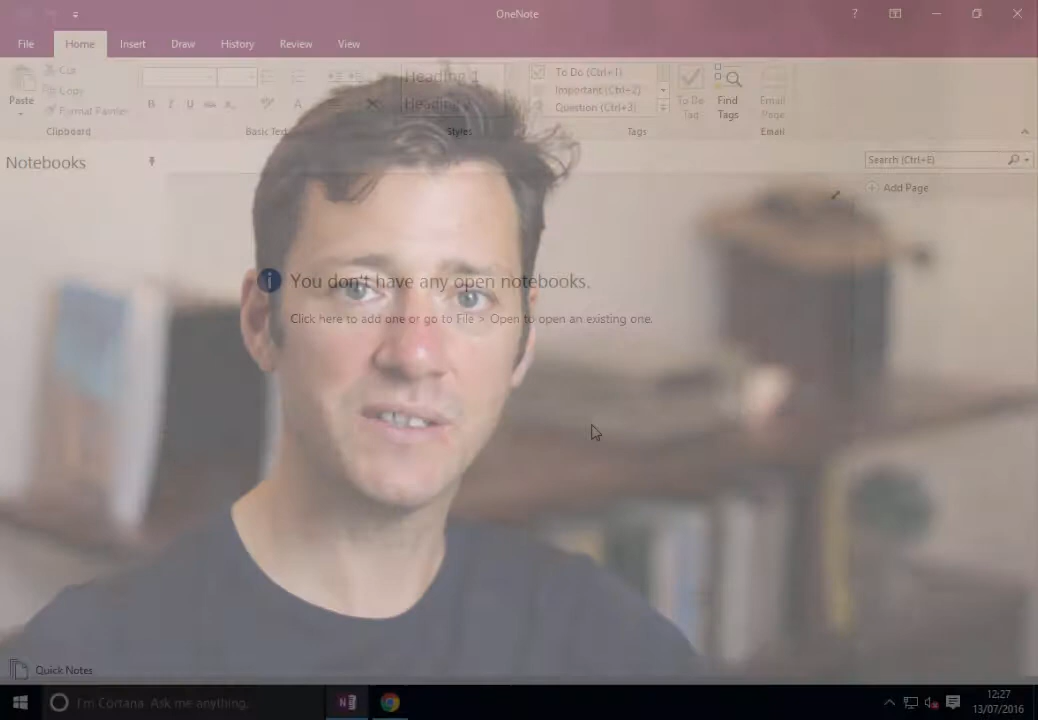 OneNote
?
File Home Insert Draw History Review View
Cut
Copy
Format Painter
Paste
Clipboard
B I U abc
Basic Text
Heading 1
Heading 2
Styles
To Do (Ctrl+1)
Important (Ctrl+2)
Question (Ctrl+3)
To Do
Tag
Find
Tags
Tags
Email
Page
Email
Notebooks
Search (Ctrl+E)
Add Page
You don't have any open notebooks.
Click here to add one or go to File > Open to open an existing one.
Quick Notes
I'm Cortana. Ask me anything.
12:27
13/07/2016